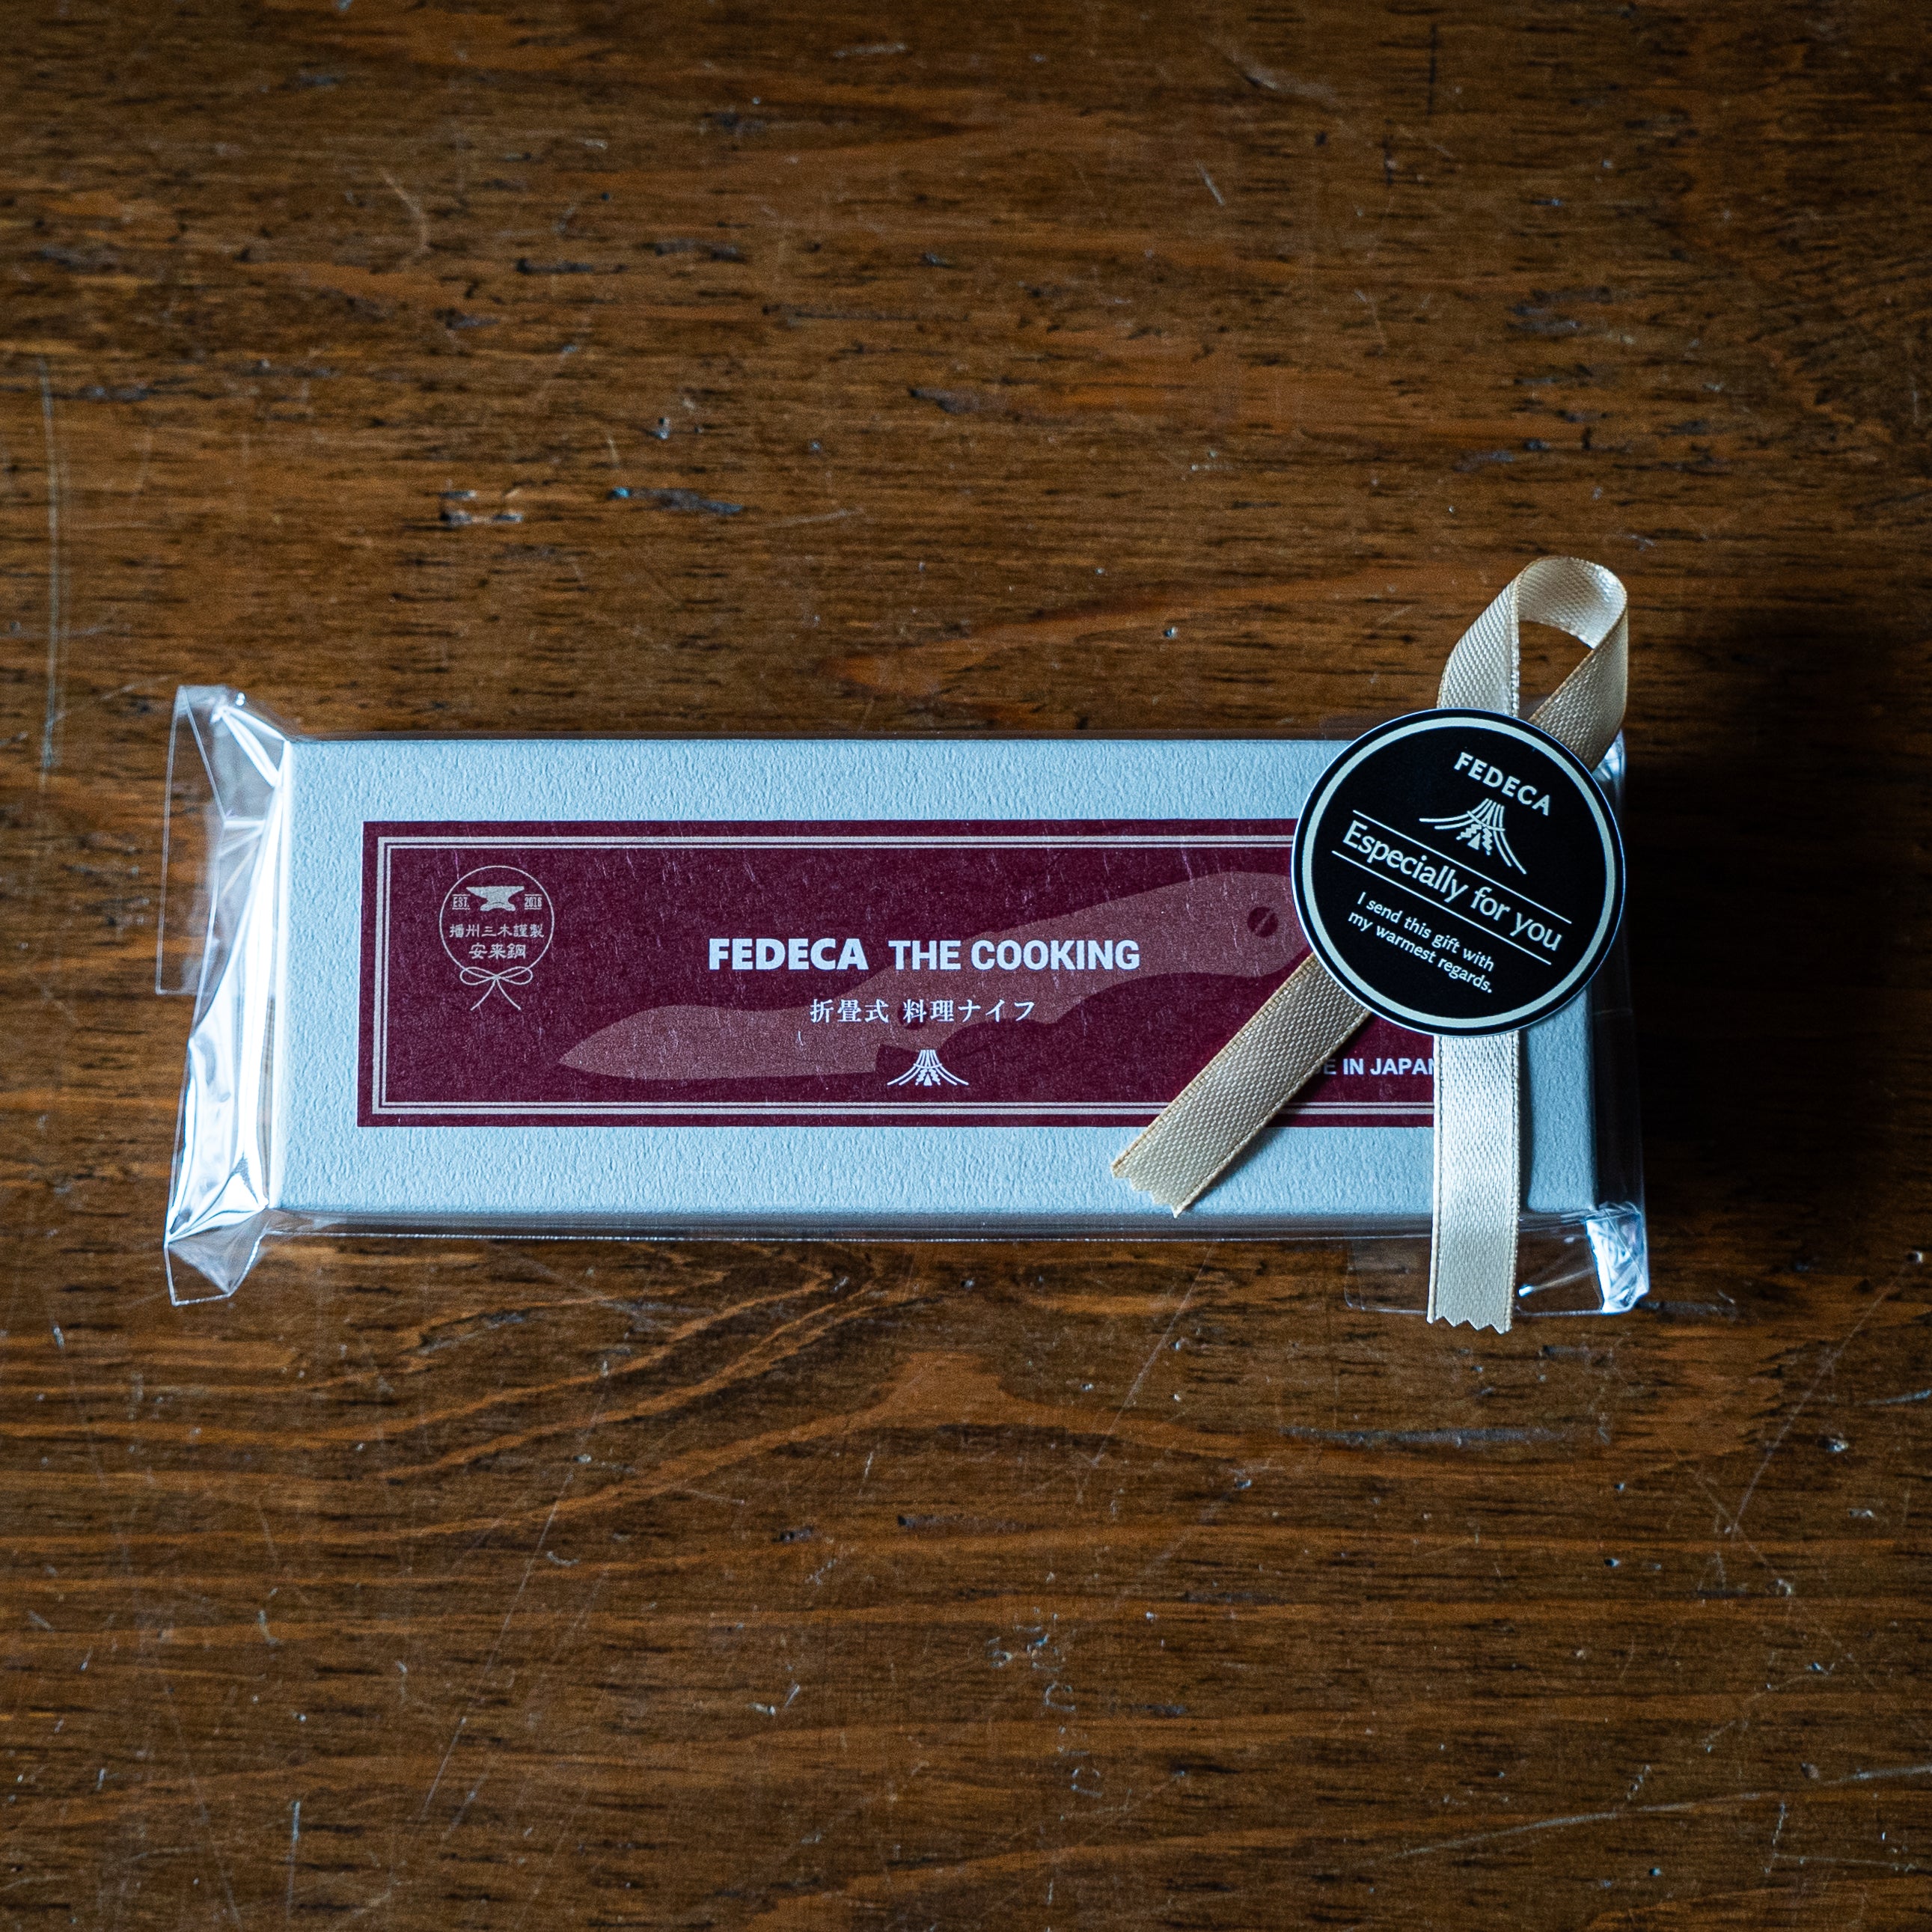 EST. 2018
播州三木謹製
安来鋼
FEDECA THE COOKING
折畳式 料理ナイフ
IN JAPAN
FEDECA
Especially for you
I send this gift with
my warmest regards.